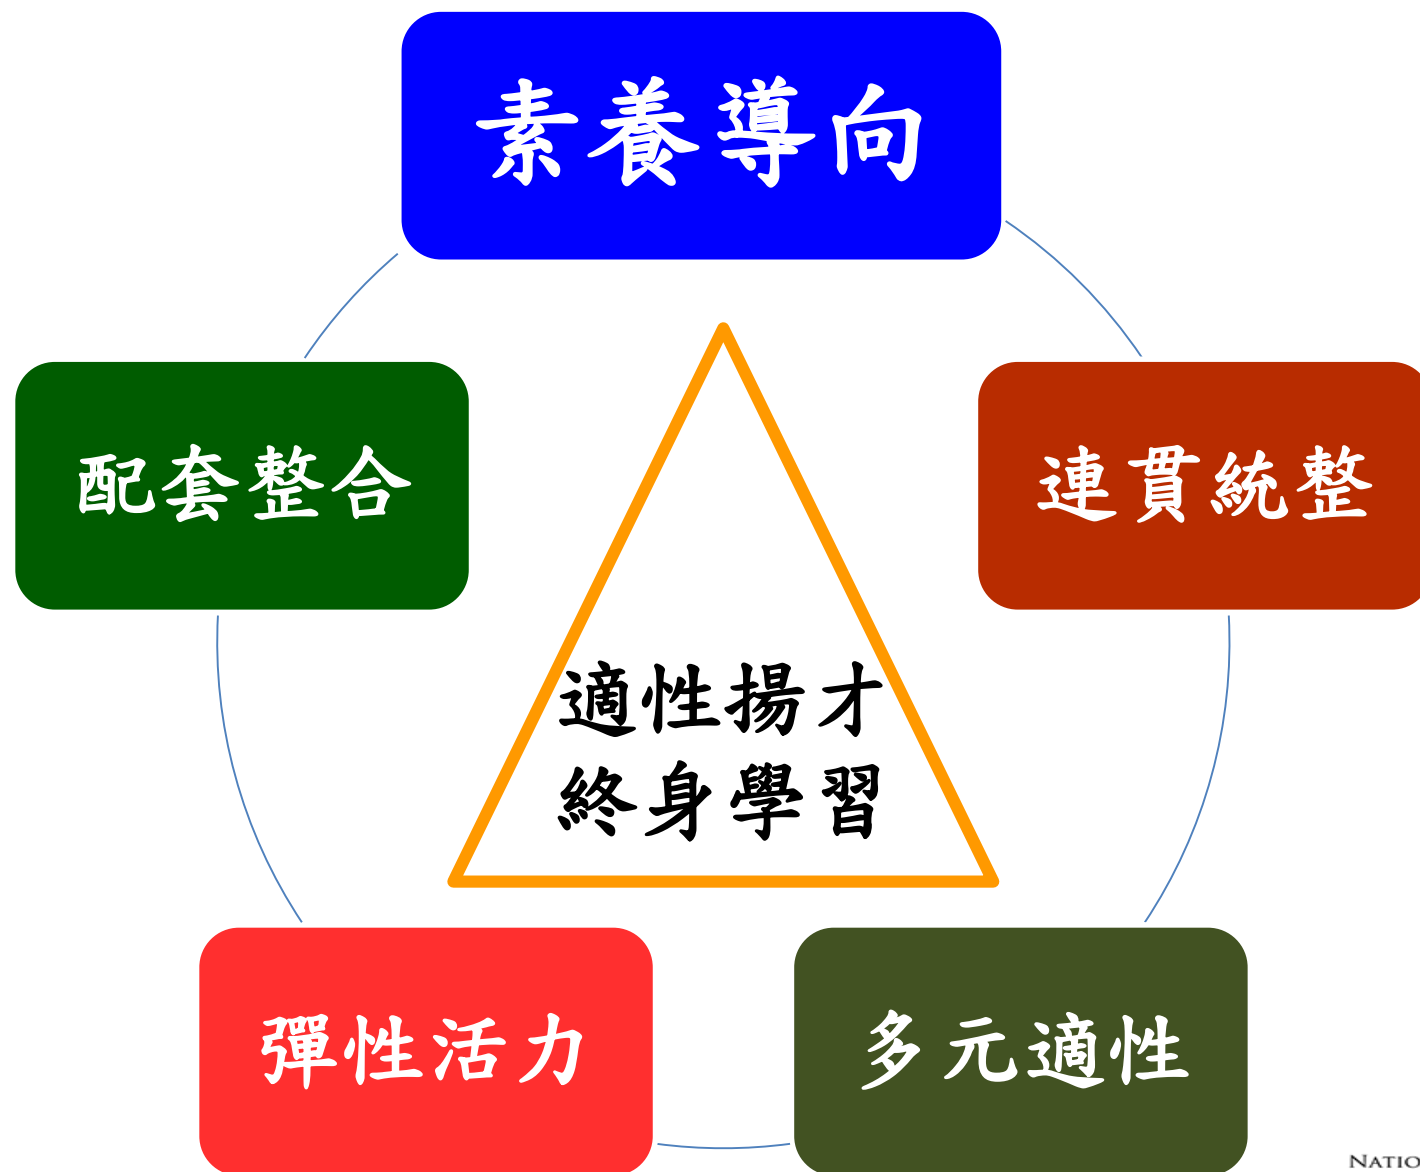 素養導向
配套整合
連貫統整
適性揚才
終身學習
彈性活力
多元適性